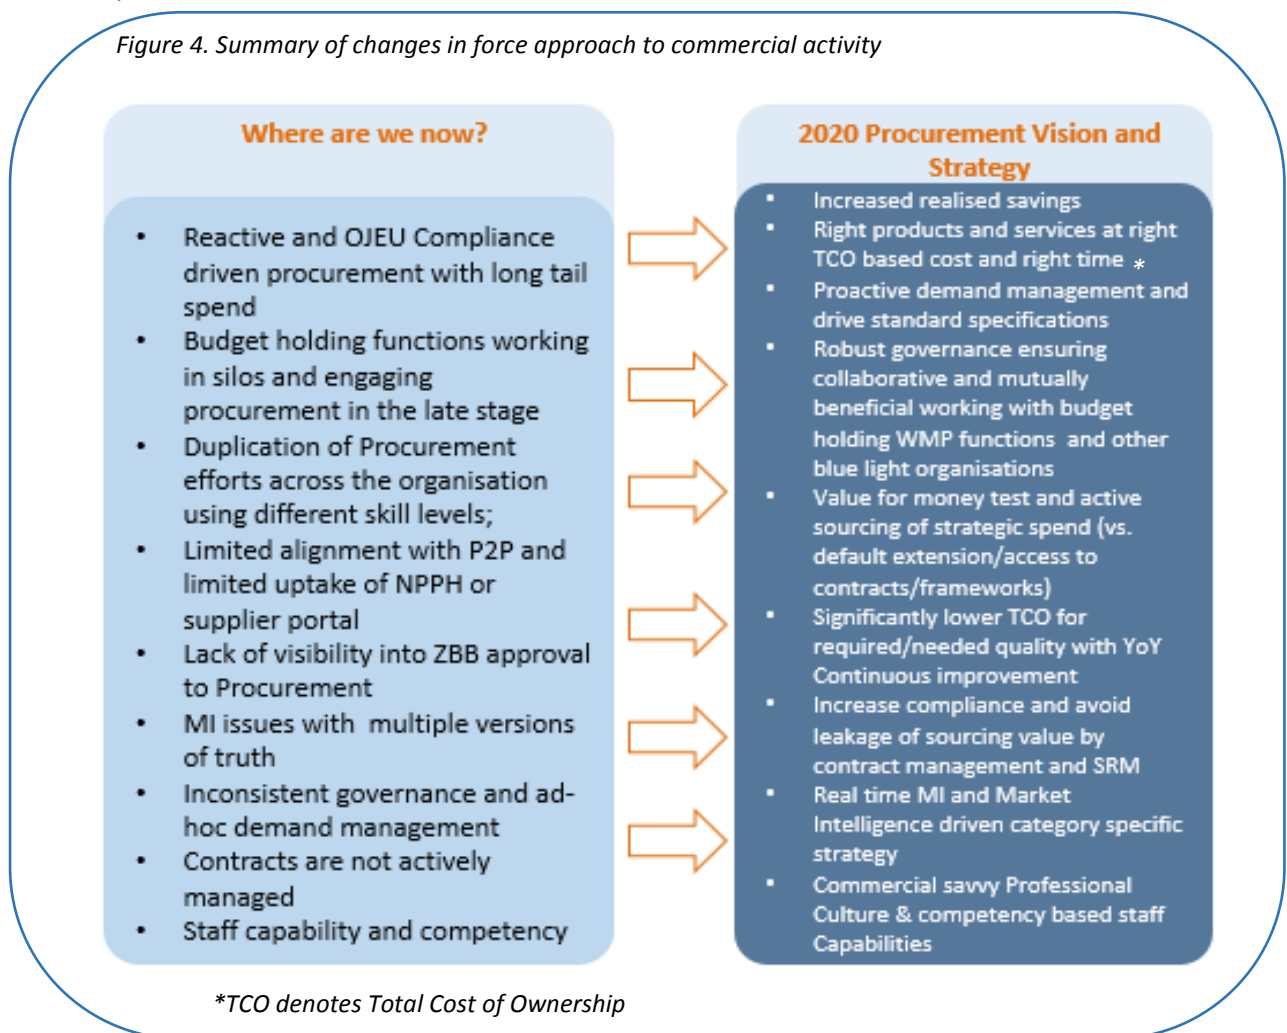 Figure 4. Summary of changes in force approach to commercial activity
Where are we now?
• Reactive and OJEU Compliance
driven procurement with long tail
spend
• Budget holding functions working
in silos and engaging
procurement in the late stage
• Duplication of Procurement
efforts across the organisation
using different skill levels;
• Limited alignment with P2P and
limited uptake of NPPH or
supplier portal
• Lack of visibility into ZBB approval
to Procurement
• MI issues with multiple versions
of truth
• Inconsistent governance and ad-
hoc demand management
• Contracts are not actively
managed
• Staff capability and competency
2020 Procurement Vision and
Strategy
▪ Increased realised savings
▪ Right products and services at right
TCO based cost and right time *
▪ Proactive demand management and
drive standard specifications
▪ Robust governance ensuring
collaborative and mutually
beneficial working with budget
holding WMP functions and other
blue light organisations
▪ Value for money test and active
sourcing of strategic spend (vs.
default extension/access to
contracts/frameworks)
▪ Significantly lower TCO for
required/needed quality with YoY
Continuous improvement
▪ Increase compliance and avoid
leakage of sourcing value by
contract management and SRM
▪ Real time MI and Market
Intelligence driven category specific
strategy
▪ Commercial savvy Professional
Culture & competency based staff
Capabilities
*TCO denotes Total Cost of Ownership